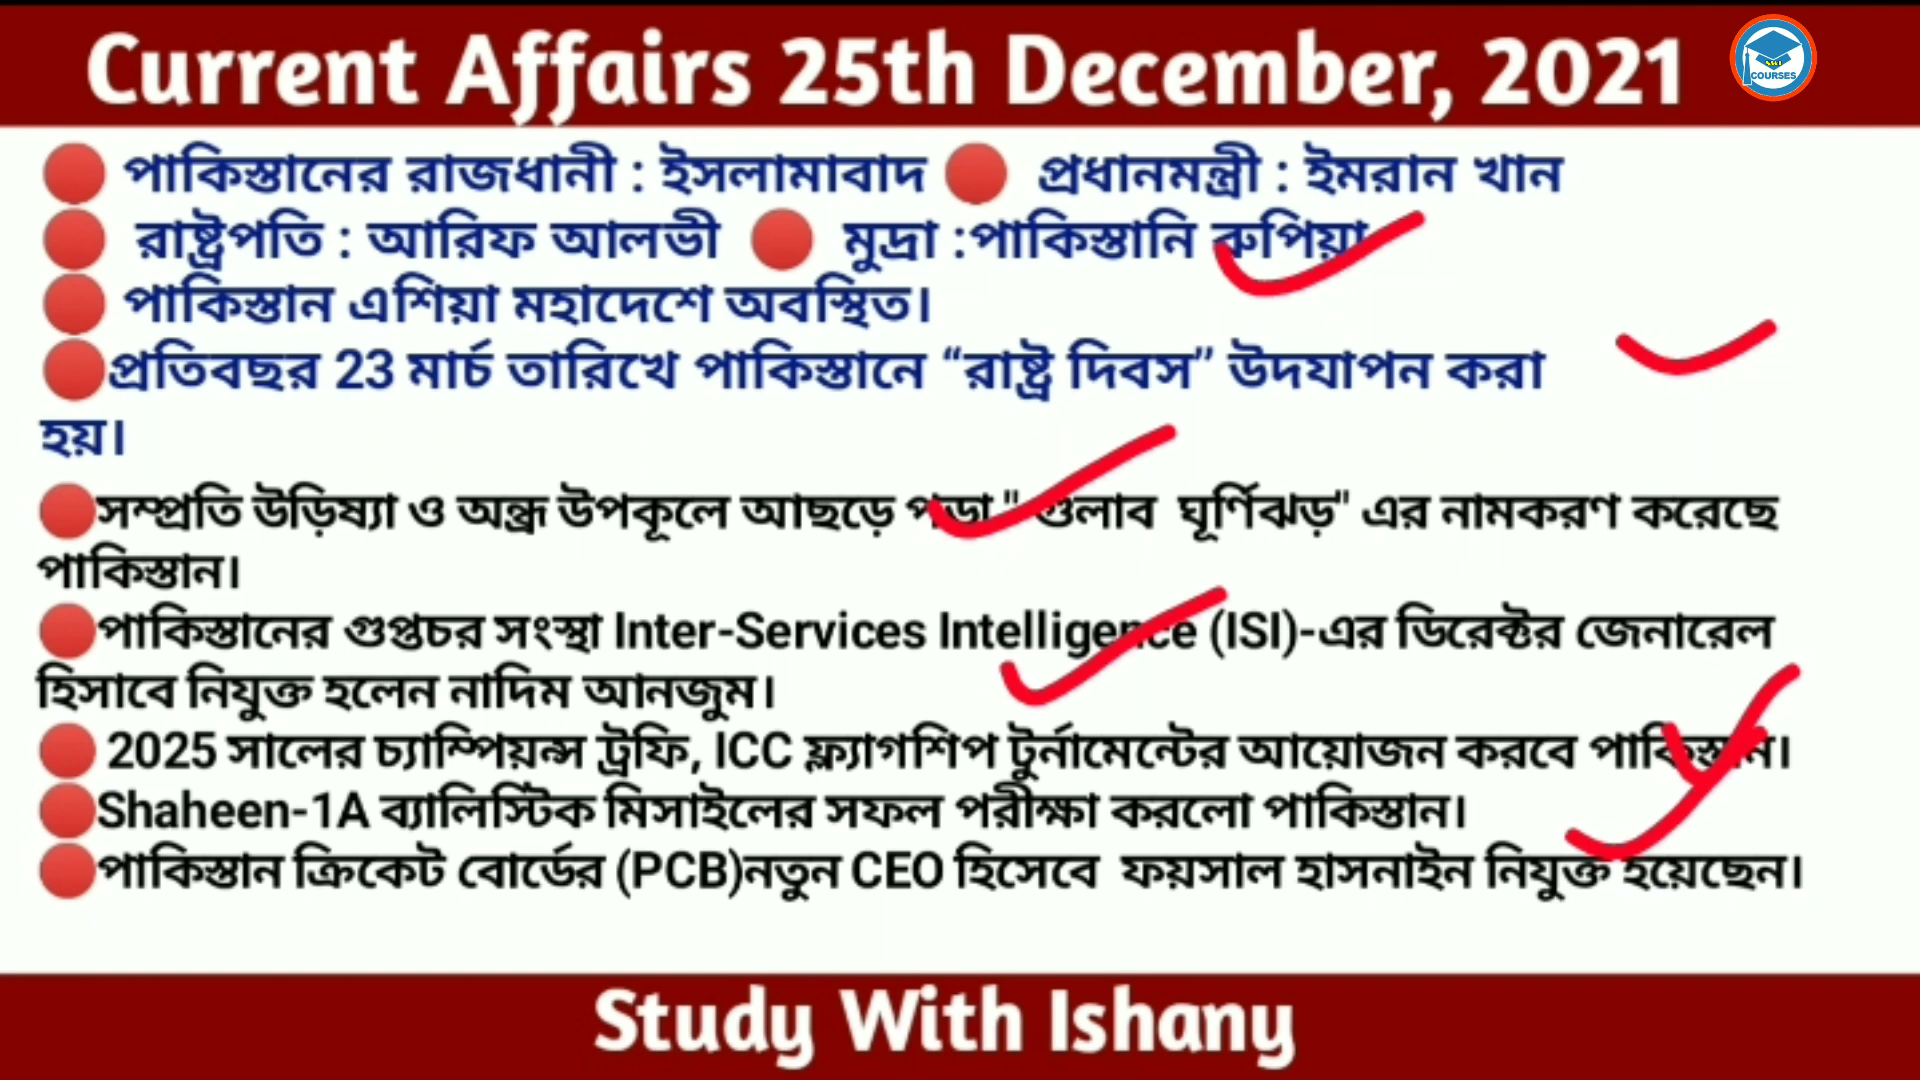 Current Affairs 25th December, 2021
COURSES
পাকিস্তানের রাজধানী : ইসলামাবাদ প্রধানমন্ত্রী : ইমরান খান
রাষ্ট্রপতি : আরিফ আলভী মুদ্রা :পাকিস্তানি রুপিয়া
পাকিস্তান এশিয়া মহাদেশে অবস্থিত।
প্রতিবছর 23 মার্চ তারিখে পাকিস্তানে “রাষ্ট্র দিবস” উদযাপন করা
হয়।
সম্প্রতি উড়িষ্যা ও অন্ধ্র উপকূলে আছড়ে পড়া "গুলাব ঘূর্ণিঝড়" এর নামকরণ করেছে
পাকিস্তান।
পাকিস্তানের গুপ্তচর সংস্থা Inter-Services Intelligence (ISI)-এর ডিরেক্টর জেনারেল
হিসাবে নিযুক্ত হলেন নাদিম আনজুম।
2025 সালের চ্যাম্পিয়ন্স ট্রফি, ICC ফ্ল্যাগশিপ টুর্নামেন্টের আয়োজন করবে পাকিস্তান।
Shaheen-1A ব্যালিস্টিক মিসাইলের সফল পরীক্ষা করলো পাকিস্তান।
পাকিস্তান ক্রিকেট বোর্ডের (PCB)নতুন CEO হিসেবে ফয়সাল হাসনাইন নিযুক্ত হয়েছেন।
Study With Ishany